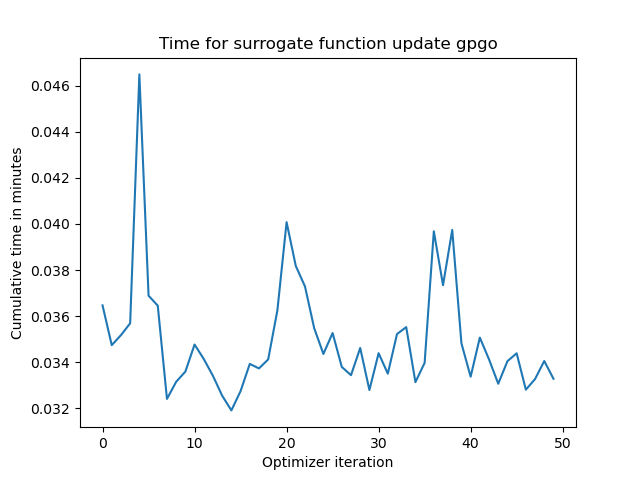 Time for surrogate function update gpgo
0.046
0.044
0.042
0.040
0.038
0.036
0.034
0.032
Cumulative time in minutes
0 10 20 30 40 50
Optimizer iteration